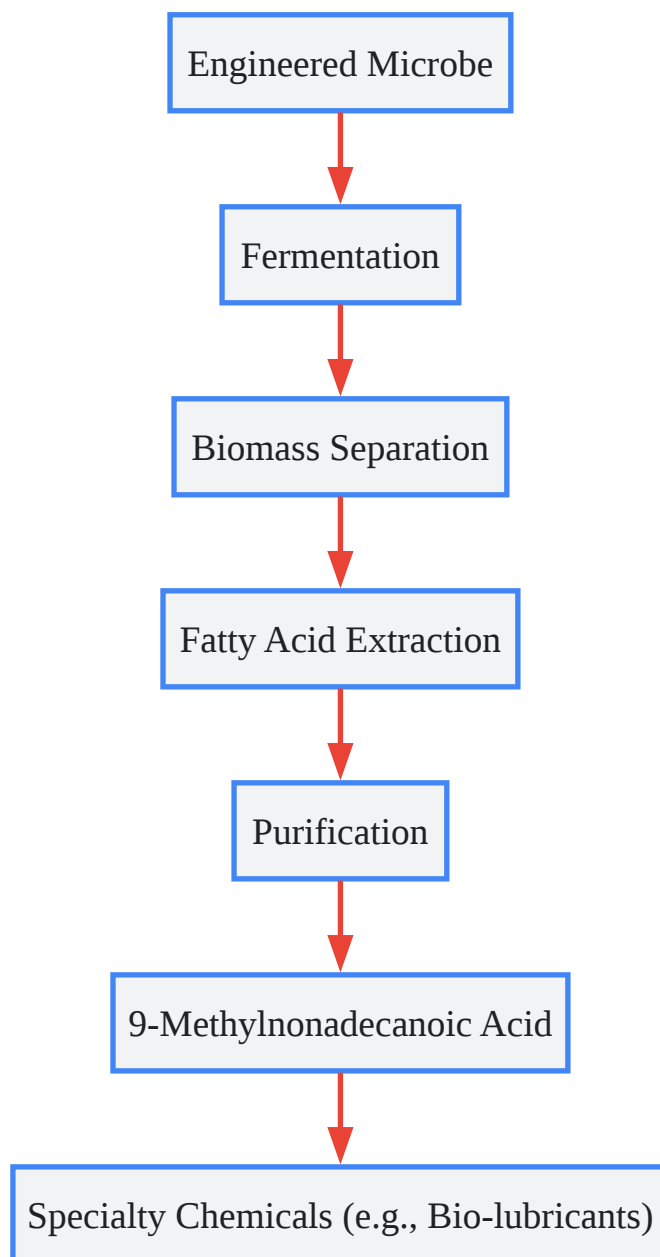 Engineered Microbe
Fermentation
Biomass Separation
Fatty Acid Extraction
Purification
9-Methylnonadecanoic Acid
Specialty Chemicals (e.g., Bio-lubricants)